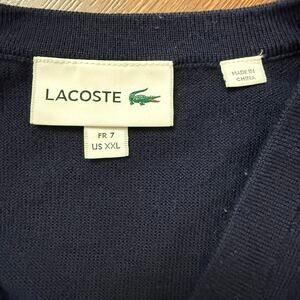 LACOSTE
FR 7
US XXL
MADE IN
CHINA